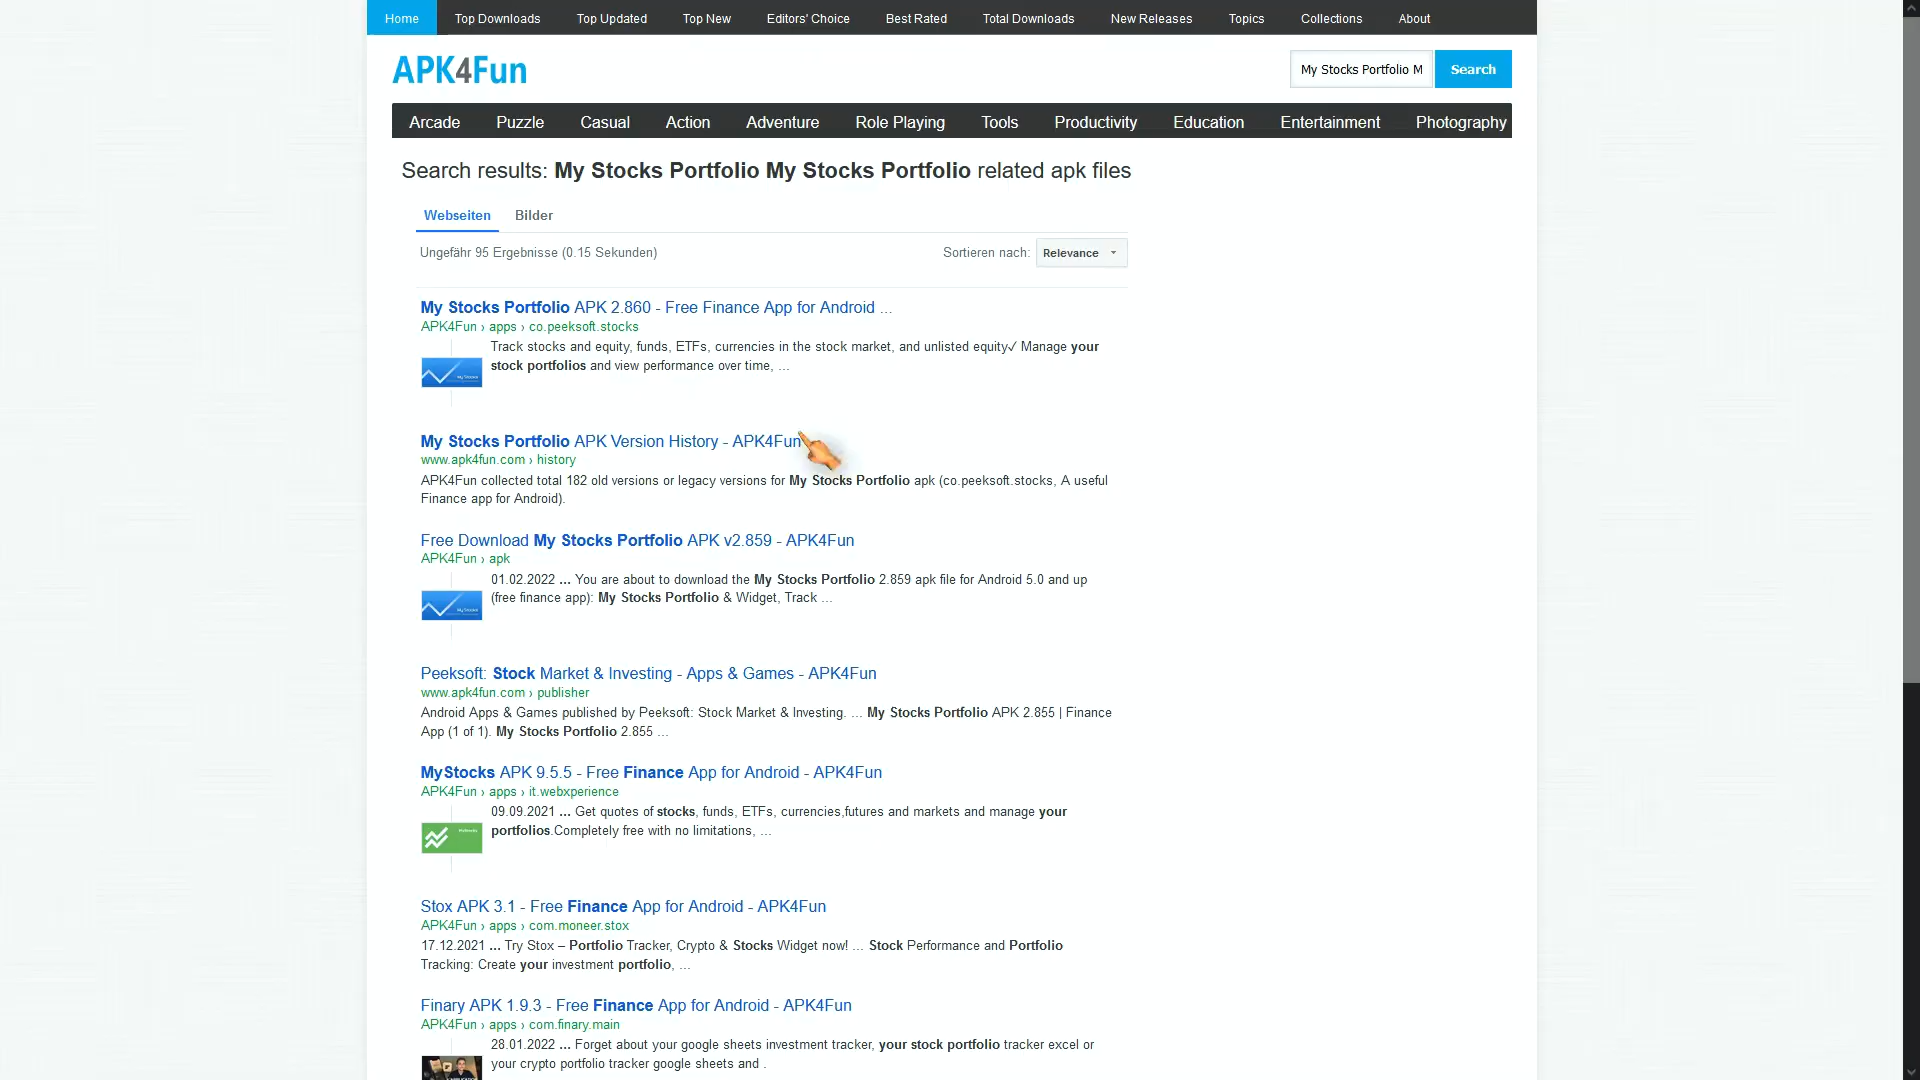 Home Top Downloads Top Updated Top New Editors' Choice Best Rated Total Downloads New Releases Topics Collections About
APK4Fun
My Stocks Portfolio M Search
Arcade Puzzle Casual Action Adventure Role Playing Tools Productivity Education Entertainment Photography
Search results: My Stocks Portfolio My Stocks Portfolio related apk files
Webseiten Bilder
Ungefähr 95 Ergebnisse (0.15 Sekunden) Sortieren nach: Relevance
My Stocks Portfolio APK 2.860 - Free Finance App for Android ...
APK4Fun › apps › co.peeksoft.stocks
Track stocks and equity, funds, ETFs, currencies in the stock market, and unlisted equity✓ Manage your
stock portfolios and view performance over time, ...
My Stocks Portfolio APK Version History - APK4Fun
www.apk4fun.com › history
APK4Fun collected total 182 old versions or legacy versions for My Stocks Portfolio apk (co.peeksoft.stocks, A useful
Finance app for Android).
Free Download My Stocks Portfolio APK v2.859 - APK4Fun
APK4Fun › apk
01.02.2022 ... You are about to download the My Stocks Portfolio 2.859 apk file for Android 5.0 and up
(free finance app): My Stocks Portfolio & Widget, Track ...
Peeksoft: Stock Market & Investing - Apps & Games - APK4Fun
www.apk4fun.com › publisher
Android Apps & Games published by Peeksoft: Stock Market & Investing. ... My Stocks Portfolio APK 2.855 | Finance
App (1 of 1). My Stocks Portfolio 2.855 ...
MyStocks APK 9.5.5 - Free Finance App for Android - APK4Fun
APK4Fun › apps › it.webxperience
09.09.2021 ... Get quotes of stocks, funds, ETFs, currencies,futures and markets and manage your
portfolios.Completely free with no limitations, ...
Stox APK 3.1 - Free Finance App for Android - APK4Fun
APK4Fun › apps › com.moneer.stox
17.12.2021 ... Try Stox – Portfolio Tracker, Crypto & Stocks Widget now! ... Stock Performance and Portfolio
Tracking: Create your investment portfolio, ...
Finary APK 1.9.3 - Free Finance App for Android - APK4Fun
APK4Fun › apps › com.finary.main
28.01.2022 ... Forget about your google sheets investment tracker, your stock portfolio tracker excel or
your crypto portfolio tracker google sheets and .